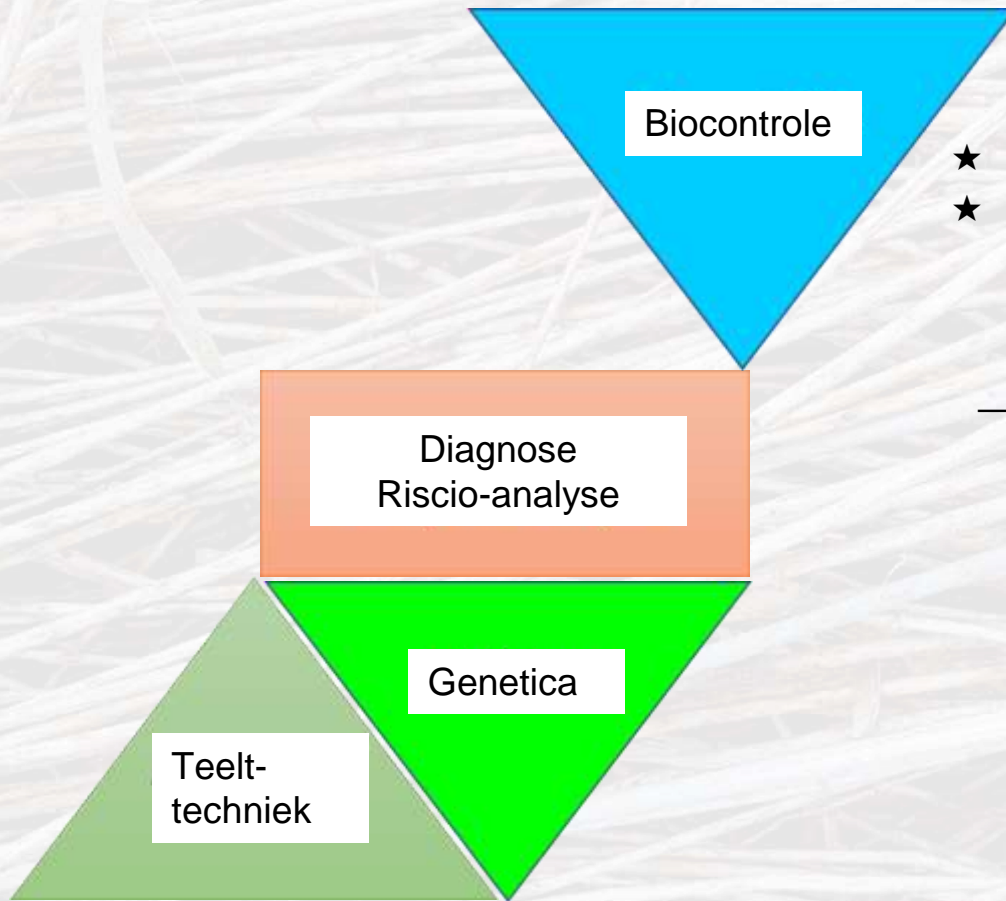 Biocontrole
★
★
Diagnose
Riscio-analyse
Genetica
Teelt-
techniek